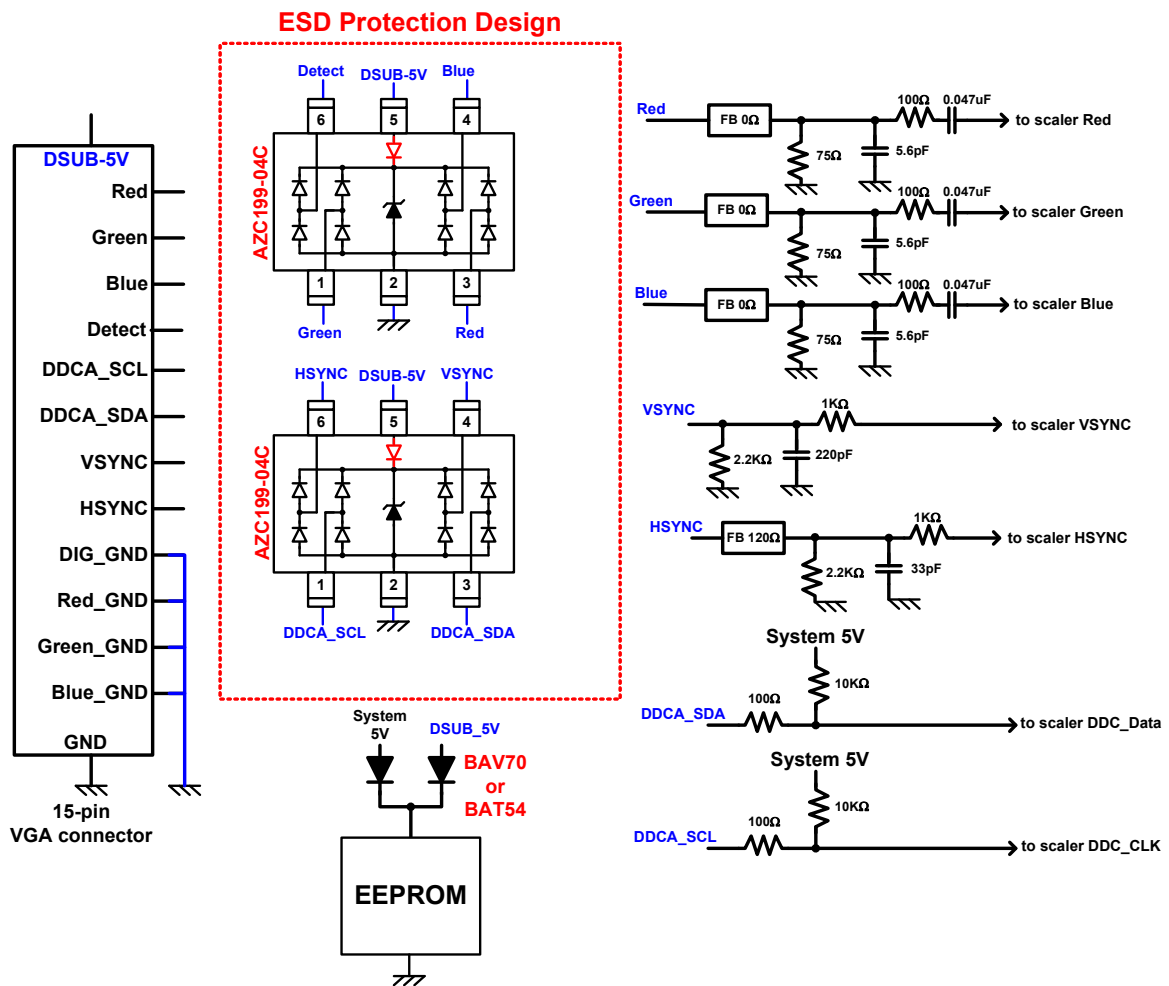 ESD Protection Design
DSUB-5V
Red
Green
Blue
Detect
DDCA_SCL
DDCA_SDA
VSYNC
HSYNC
DIG_GND
Red_GND
Green_GND
Blue_GND
GND
15-pin
VGA connector
Detect
DSUB-5V
Blue
6
5
4
AZC199-04C
1
2
3
Green
Red
HSYNC
DSUB-5V
VSYNC
6
5
4
AZC199-04C
1
2
3
DDCA_SCL
DDCA_SDA
System
5V
DSUB_5V
BAV70
or
BAT54
EEPROM
Red
FB 0Ω
75Ω
5.6pF
100Ω
0.047uF
to scaler Red
Green
FB 0Ω
75Ω
5.6pF
100Ω
0.047uF
to scaler Green
Blue
FB 0Ω
75Ω
5.6pF
100Ω
0.047uF
to scaler Blue
VSYNC
2.2KΩ
220pF
1KΩ
to scaler VSYNC
HSYNC
FB 120Ω
2.2KΩ
33pF
1KΩ
to scaler HSYNC
System 5V
10KΩ
DDCA_SDA
100Ω
to scaler DDC_Data
System 5V
10KΩ
DDCA_SCL
100Ω
to scaler DDC_CLK